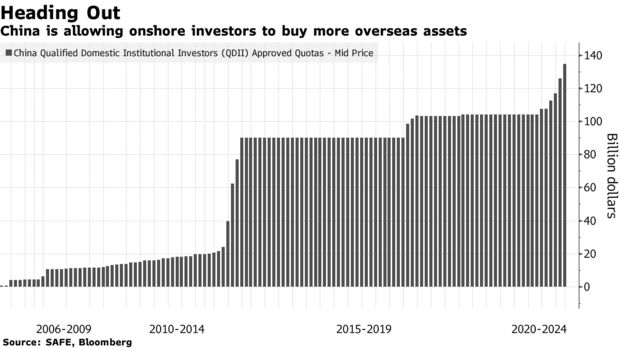 Heading Out
China is allowing onshore investors to buy more overseas assets
China Qualified Domestic Institutional Investors (QDII) Approved Quotas - Mid Price
140
120
100
80
60
40
20
0
Billion dollars
2006-2009 2010-2014 2015-2019 2020-2024
Source: SAFE, Bloomberg